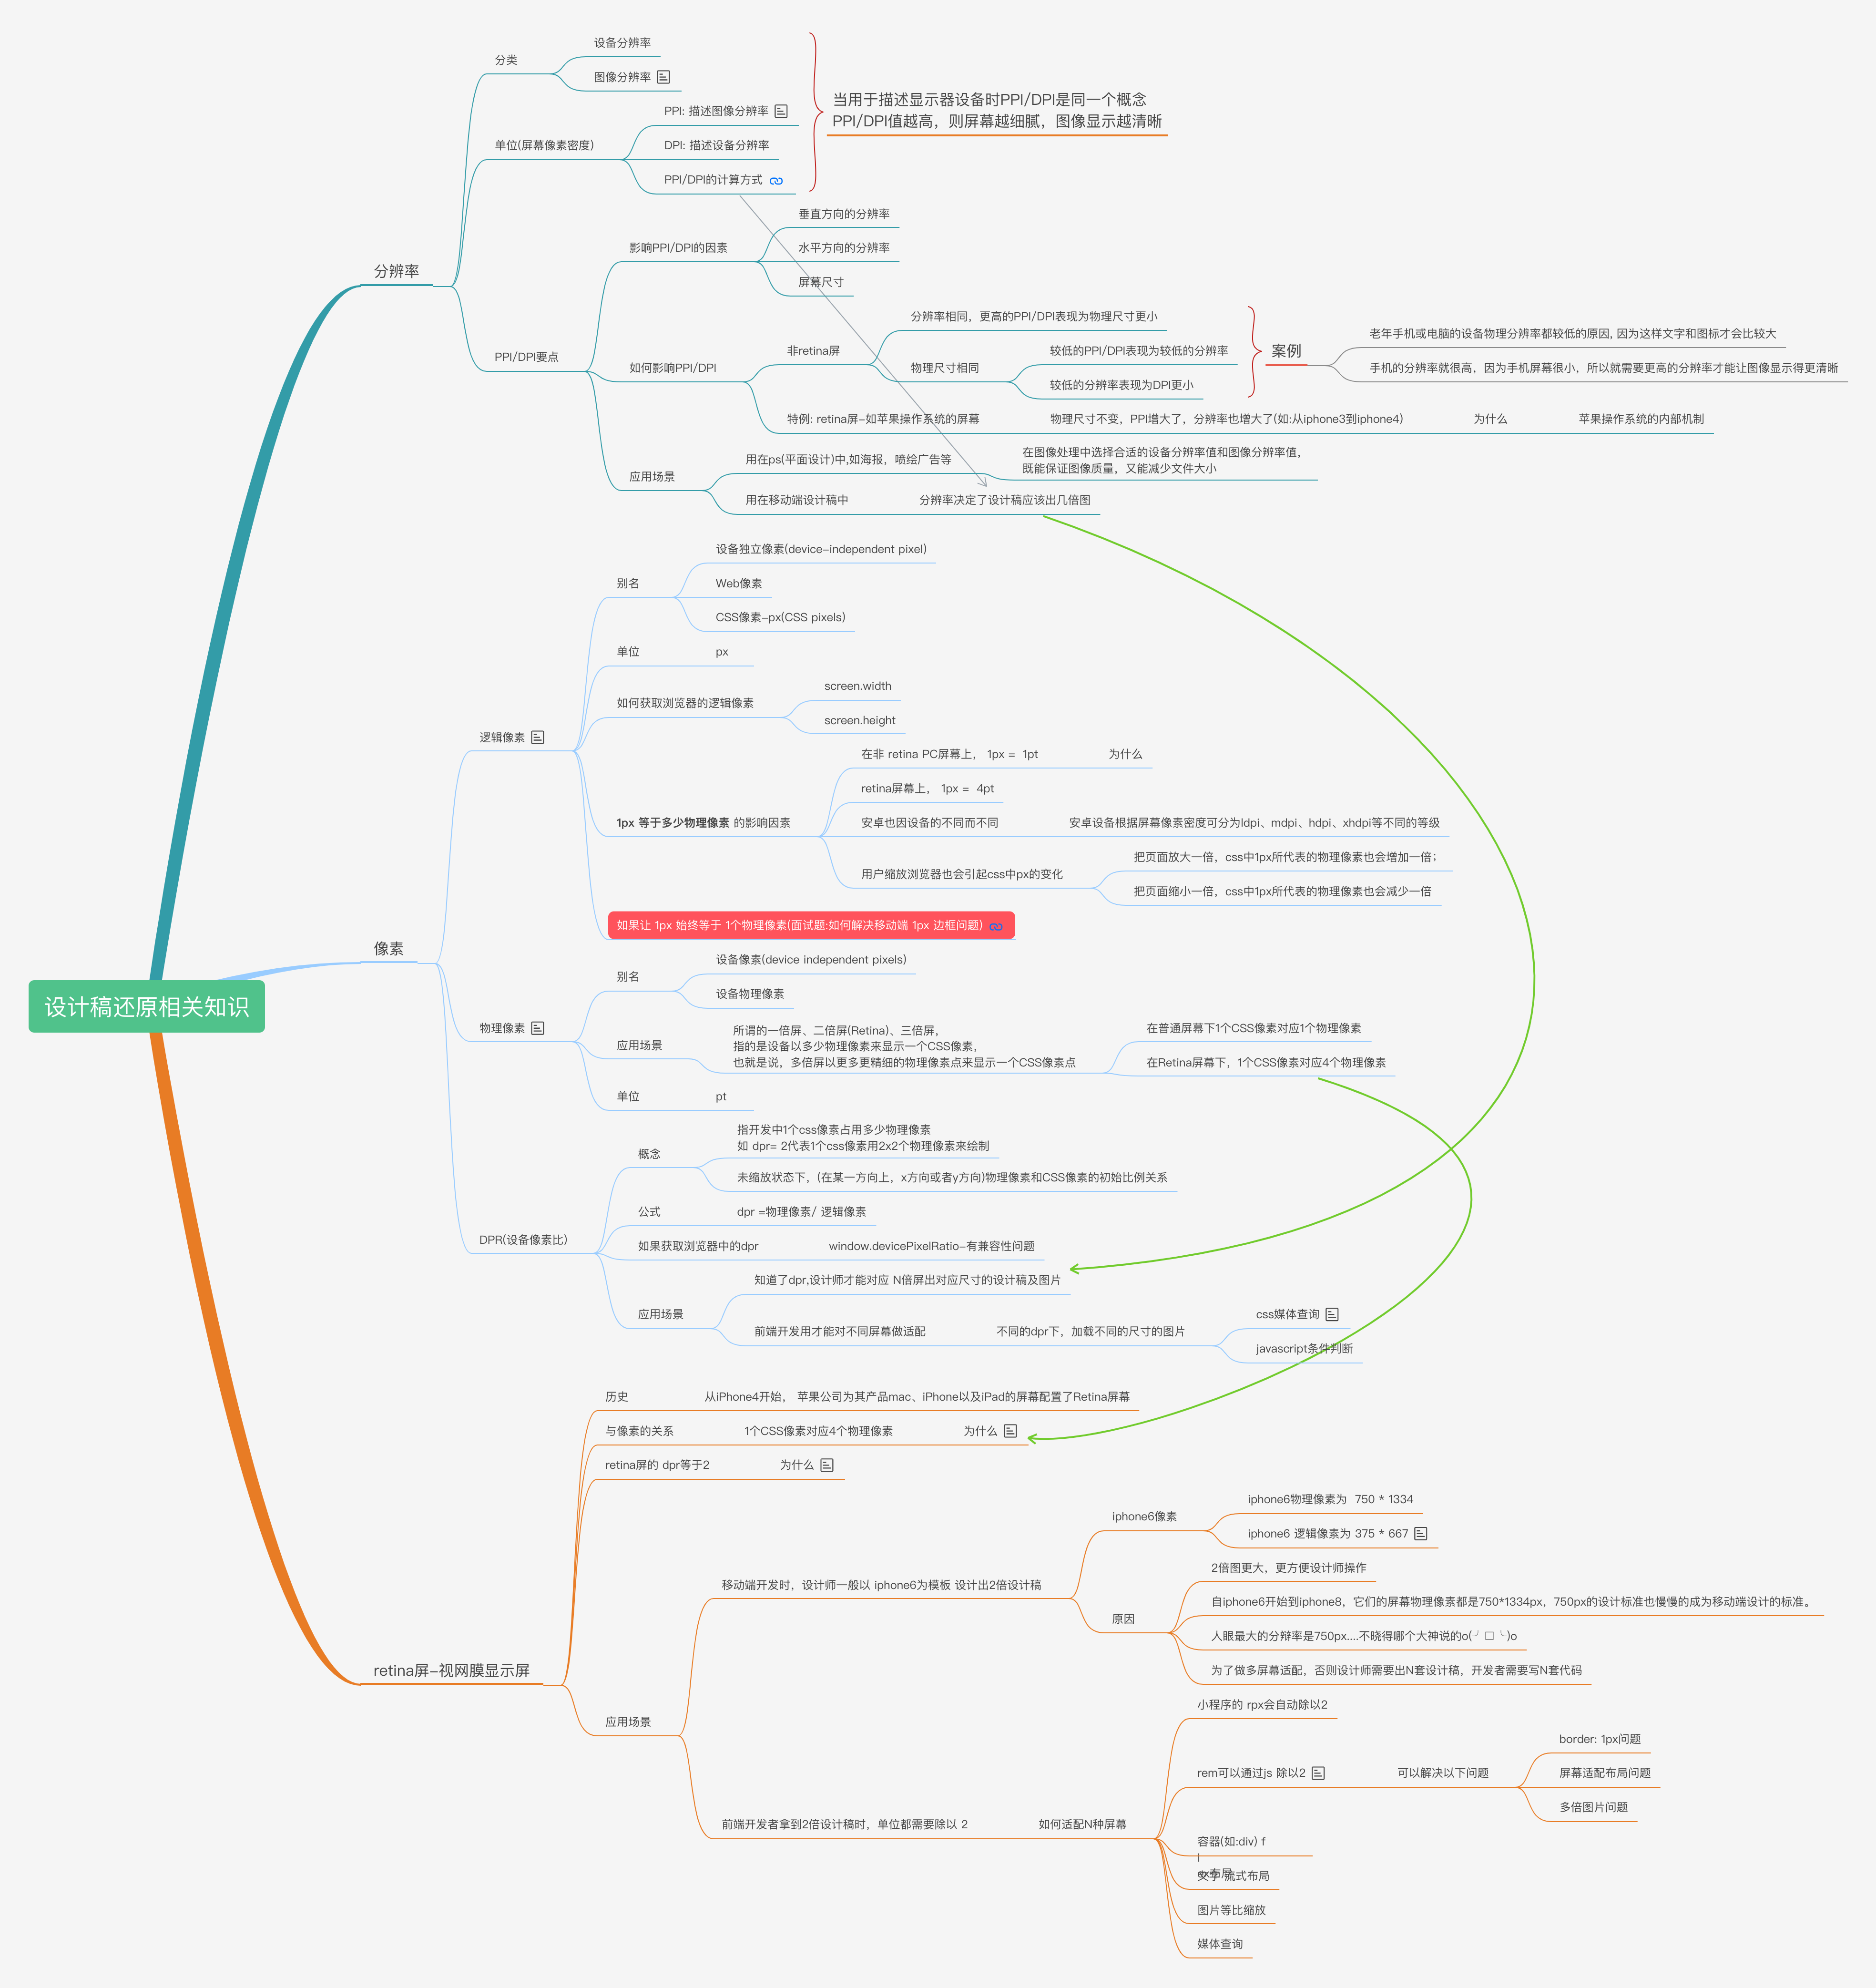 设计稿还原相关知识
分辨率
分类
设备分辨率
图像分辨率
单位(屏幕像素密度)
PPI: 描述图像分辨率
DPI: 描述设备分辨率
PPI/DPI的计算方式
当用于描述显示器设备时PPI/DPI是同一个概念
PPI/DPI值越高，则屏幕越细腻，图像显示越清晰
PPI/DPI要点
影响PPI/DPI的因素
垂直方向的分辨率
水平方向的分辨率
屏幕尺寸
如何影响PPI/DPI
非retina屏
分辨率相同，更高的PPI/DPI表现为物理尺寸更小
物理尺寸相同
较低的PPI/DPI表现为较低的分辨率
较低的分辨率表现为DPI更小
案例
老年手机或电脑的设备物理分辨率都较低的原因, 因为这样文字和图标才会比较大
手机的分辨率就很高，因为手机屏幕很小，所以就需要更高的分辨率才能让图像显示得更清晰
特例: retina屏-如苹果操作系统的屏幕
物理尺寸不变，PPI增大了，分辨率也增大了(如:从iphone3到iphone4)
为什么
苹果操作系统的内部机制
应用场景
用在ps(平面设计)中,如海报，喷绘广告等
在图像处理中选择合适的设备分辨率值和图像分辨率值，
既能保证图像质量，又能减少文件大小
用在移动端设计稿中
分辨率决定了设计稿应该出几倍图
像素
逻辑像素
别名
设备独立像素(device-independent pixel)
Web像素
CSS像素-px(CSS pixels)
单位
px
如何获取浏览器的逻辑像素
screen.width
screen.height
1px 等于多少物理像素 的影响因素
在非 retina PC屏幕上， 1px = 1pt
为什么
retina屏幕上， 1px = 4pt
安卓也因设备的不同而不同
安卓设备根据屏幕像素密度可分为ldpi、mdpi、hdpi、xhdpi等不同的等级
用户缩放浏览器也会引起css中px的变化
把页面放大一倍，css中1px所代表的物理像素也会增加一倍；
把页面缩小一倍，css中1px所代表的物理像素也会减少一倍
如果让 1px 始终等于 1个物理像素(面试题:如何解决移动端 1px 边框问题)
物理像素
别名
设备像素(device independent pixels)
设备物理像素
应用场景
所谓的一倍屏、二倍屏(Retina)、三倍屏，
指的是设备以多少物理像素来显示一个CSS像素，
也就是说，多倍屏以更多更精细的物理像素点来显示一个CSS像素点
在普通屏幕下1个CSS像素对应1个物理像素
在Retina屏幕下，1个CSS像素对应4个物理像素
单位
pt
DPR(设备像素比)
概念
指开发中1个css像素占用多少物理像素
如 dpr= 2代表1个css像素用2x2个物理像素来绘制
未缩放状态下，(在某一方向上，x方向或者y方向)物理像素和CSS像素的初始比例关系
公式
dpr =物理像素/ 逻辑像素
如果获取浏览器中的dpr
window.devicePixelRatio-有兼容性问题
应用场景
知道了dpr,设计师才能对应 N倍屏出对应尺寸的设计稿及图片
前端开发用才能对不同屏幕做适配
不同的dpr下，加载不同的尺寸的图片
css媒体查询
javascript条件判断
retina屏-视网膜显示屏
历史
从iPhone4开始， 苹果公司为其产品mac、iPhone以及iPad的屏幕配置了Retina屏幕
与像素的关系
1个CSS像素对应4个物理像素
为什么
retina屏的 dpr等于2
为什么
应用场景
移动端开发时，设计师一般以 iphone6为模板 设计出2倍设计稿
iphone6像素
iphone6物理像素为 750 * 1334
iphone6 逻辑像素为 375 * 667
原因
2倍图更大，更方便设计师操作
自iphone6开始到iphone8，它们的屏幕物理像素都是750*1334px，750px的设计标准也慢慢的成为移动端设计的标准。
人眼最大的分辩率是750px....不晓得哪个大神说的o(╯□╰)o
为了做多屏幕适配，否则设计师需要出N套设计稿，开发者需要写N套代码
前端开发者拿到2倍设计稿时，单位都需要除以 2
如何适配N种屏幕
小程序的 rpx会自动除以2
rem可以通过js 除以2
可以解决以下问题
border: 1px问题
屏幕适配布局问题
多倍图片问题
容器(如:div) f
l
ex布局
文字 流式布局
图片等比缩放
媒体查询